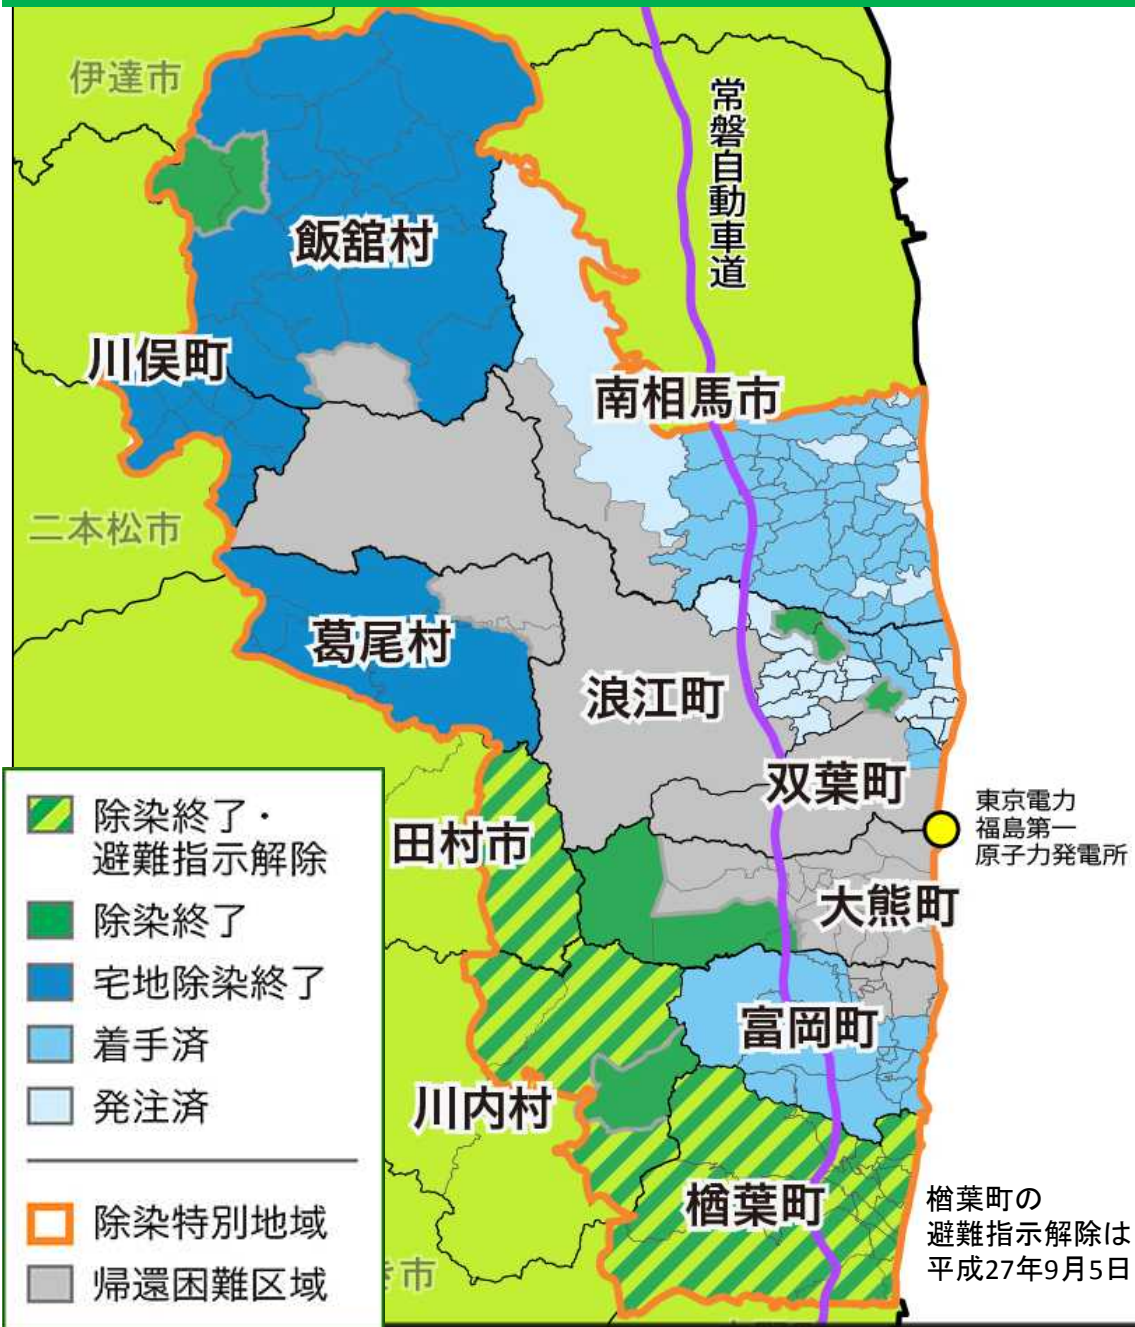 伊達市
常磐自動車道
飯舘村
川俣町
南相馬市
二本松市
葛尾村
浪江町
双葉町
東京電力
福島第一
原子力発電所
田村市
大熊町
富岡町
川内村
楢葉町
楢葉町の
避難指示解除は
平成27年9月5日
除染終了・
避難指示解除
除染終了
宅地除染終了
着手済
発注済
除染特別地域
帰還困難区域
き市